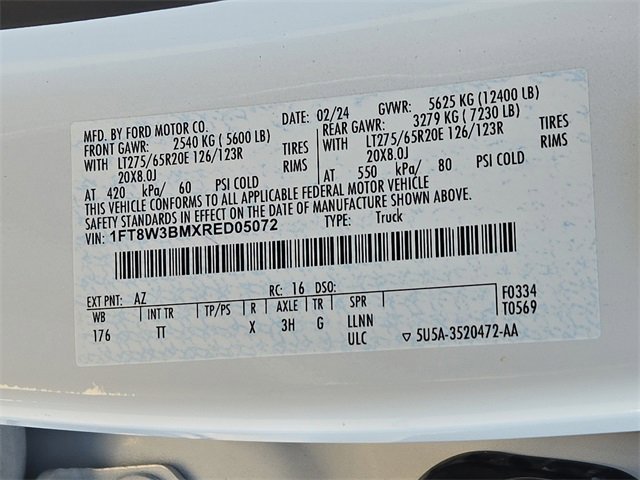 MFD. BY FORD MOTOR CO.
DATE: 02/24 GVWR: 5625 KG (12400 LB)
FRONT GAWR: 2540 KG (5600 LB) REAR GAWR: 3279 KG (7230 LB)
WITH LT275/65R20E 126/123R TIRES WITH LT275/65R20E 126/123R TIRES
20X8.0J RIMS 20X8.0J RIMS
AT 420 kPa/ 60 PSI COLD AT 550 kPa/ 80 PSI COLD
THIS VEHICLE CONFORMS TO ALL APPLICABLE FEDERAL MOTOR VEHICLE
SAFETY STANDARDS IN EFFECT ON THE DATE OF MANUFACTURE SHOWN ABOVE.
VIN: 1FT8W3BMXRED05072 TYPE: Truck
EXT PNT: AZ RC: 16 DSO: F0334
WB INT TR TP/PS R AXLE TR SPR T0569
176 TT X 3H G LLNN
ULC 5U5A-3520472-AA